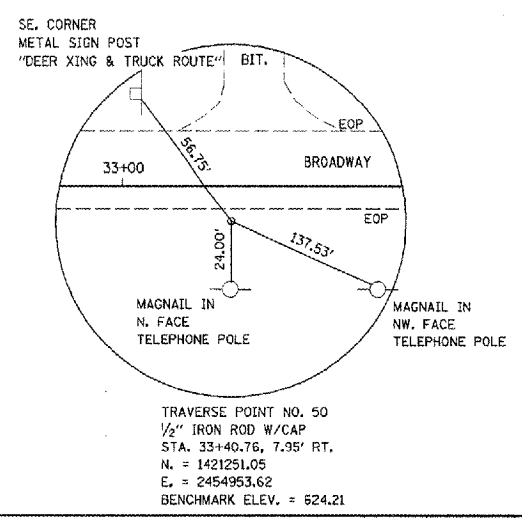 SE. CORNER
METAL SIGN POST
"DEER XING & TRUCK ROUTE"
BIT.
EOP
56.75'
33+00
BROADWAY
EOP
24.00'
137.53'
MAGNAIL IN
N. FACE
TELEPHONE POLE
MAGNAIL IN
NW. FACE
TELEPHONE POLE
TRAVERSE POINT NO. 50
1/2" IRON ROD W/CAP
STA. 33+40.76, 7.95' RT.
N. = 1421251.05
E. = 2454953.62
BENCHMARK ELEV. = 624.21